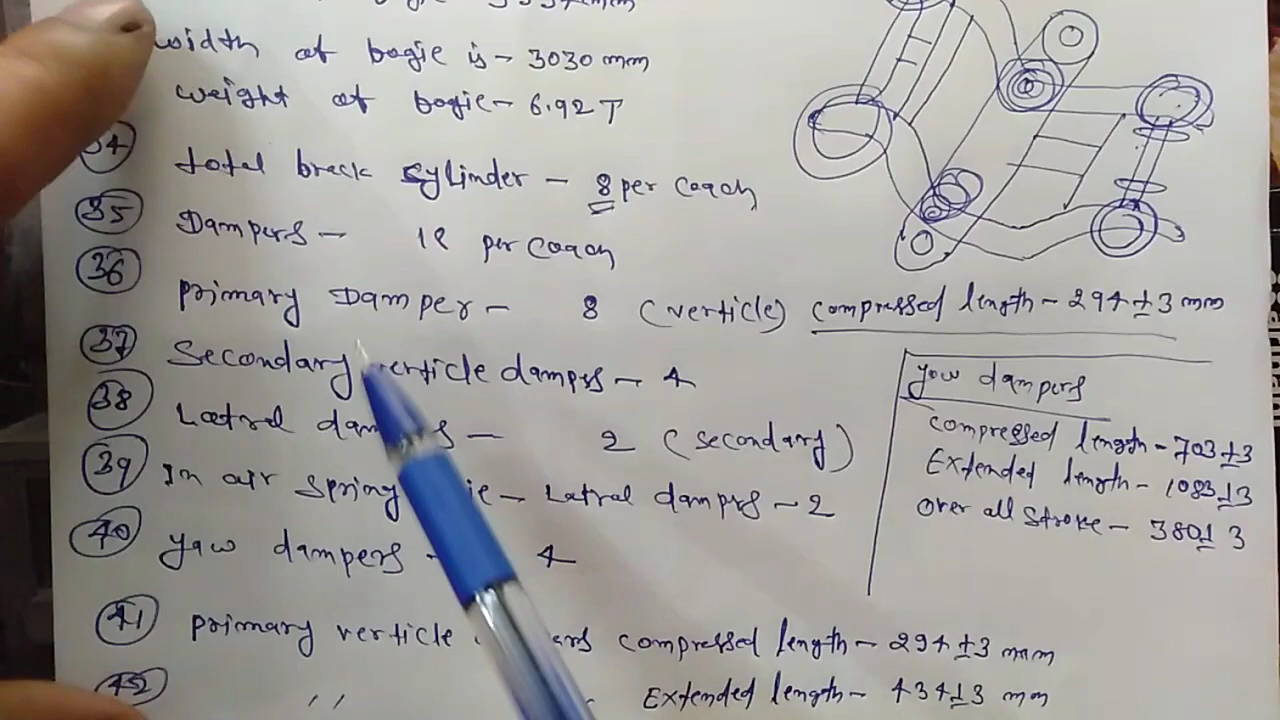 width of bogie is - 3030 mm
weight of bogie - 6.92 T
34 total breck cylinder - 8 per coach
35 Dampers - 18 per coach
36 primary Damper - 8 (verticle) compressed length - 294 ± 3 mm
37 Secondary verticle dampers - 4
38 Latral - 2 (secondary)
39 In air spring - Latral dampers - 2
40 yaw dampers - 4
41 primary verticle compressed length - 294 ± 3 mm
42 ,, Extended length - 434 ± 3 mm
yaw dampers
compressed length - 703 ± 3
Extended length - 1083 ± 3
over all stroke - 380 ± 3